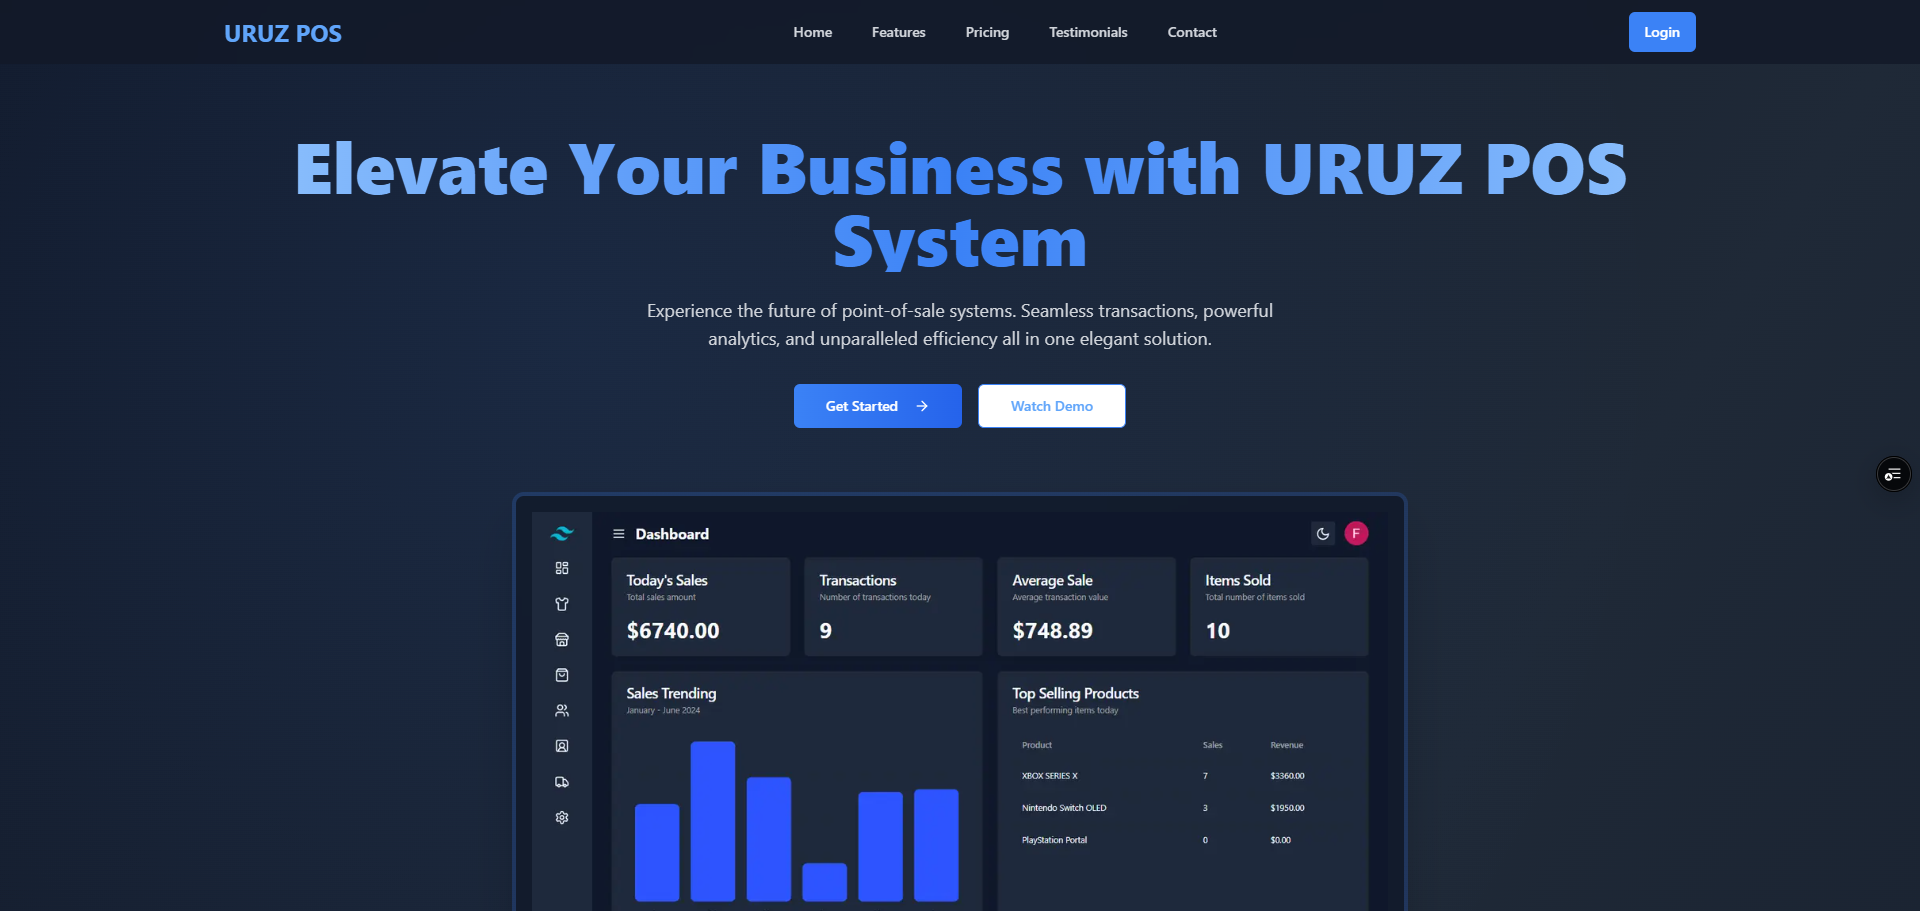 URUZ POS
Home
Features
Pricing
Testimonials
Contact
Login
Elevate Your Business with URUZ POS
System
Experience the future of point-of-sale systems. Seamless transactions, powerful
analytics, and unparalleled efficiency all in one elegant solution.
Get Started
Watch Demo
Dashboard
F
Today's Sales
Total sales amount
$6740.00
Transactions
Number of transactions today
9
Average Sale
Average transaction value
$748.89
Items Sold
Total number of items sold
10
Sales Trending
January - June 2024
Top Selling Products
Best performing items today
Product Sales Revenue
XBOX SERIES X 7 $3360.00
Nintendo Switch OLED 3 $1950.00
PlayStation Portal 0 $0.00